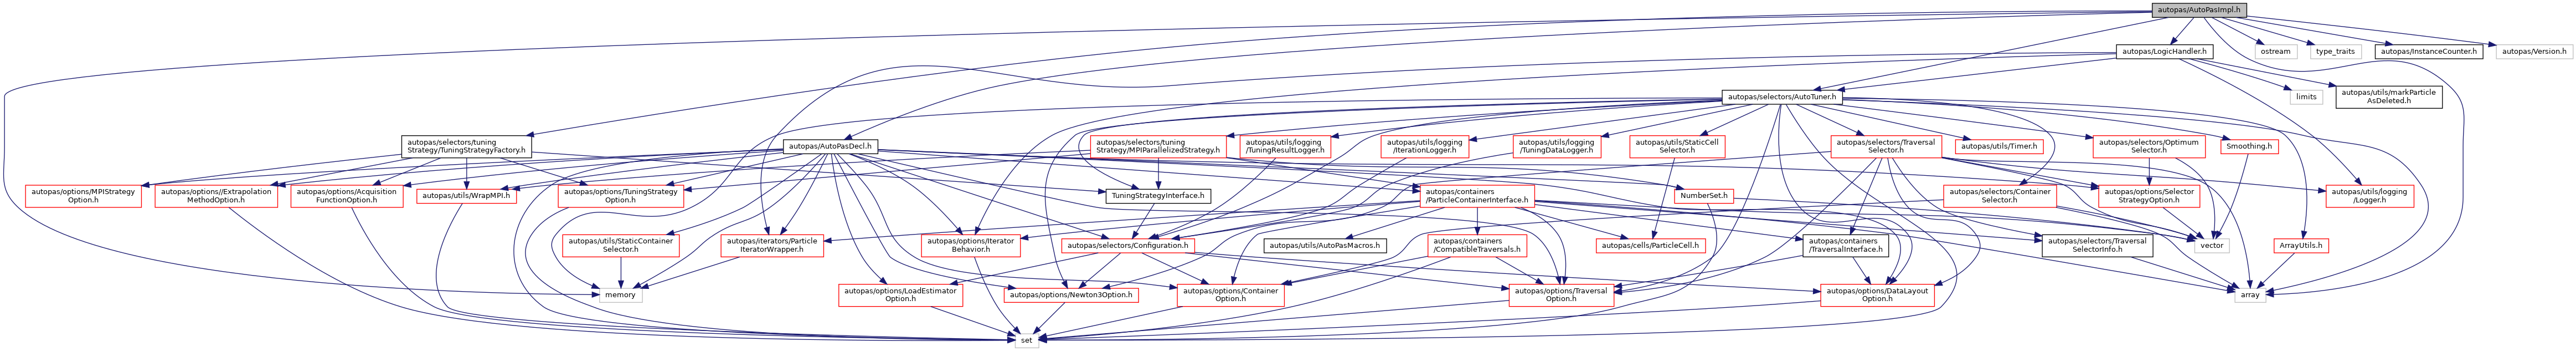 autopas/AutoPasImpl.h
autopas/LogicHandler.h
ostream
type_traits
autopas/InstanceCounter.h
autopas/Version.h
autopas/selectors/AutoTuner.h
limits
autopas/utils/markParticle
AsDeleted.h
autopas/selectors/tuning
Strategy/TuningStrategyFactory.h
autopas/AutoPasDecl.h
autopas/selectors/tuning
Strategy/MPIParallelizedStrategy.h
autopas/utils/logging
/TuningResultLogger.h
autopas/utils/logging
/IterationLogger.h
autopas/utils/logging
/TuningDataLogger.h
autopas/utils/StaticCell
Selector.h
autopas/selectors/Traversal
Selector.h
autopas/utils/Timer.h
autopas/selectors/Optimum
Selector.h
Smoothing.h
autopas/options/MPIStrategy
Option.h
autopas/options//Extrapolation
MethodOption.h
autopas/options/Acquisition
FunctionOption.h
autopas/utils/WrapMPI.h
autopas/options/TuningStrategy
Option.h
TuningStrategyInterface.h
autopas/containers
/ParticleContainerInterface.h
NumberSet.h
autopas/selectors/Container
Selector.h
autopas/options/Selector
StrategyOption.h
autopas/utils/logging
/Logger.h
autopas/utils/StaticContainer
Selector.h
autopas/iterators/Particle
IteratorWrapper.h
autopas/options/Iterator
Behavior.h
autopas/selectors/Configuration.h
autopas/utils/AutoPasMacros.h
autopas/containers
/CompatibleTraversals.h
autopas/cells/ParticleCell.h
autopas/containers
/TraversalInterface.h
autopas/selectors/Traversal
SelectorInfo.h
vector
ArrayUtils.h
memory
autopas/options/LoadEstimator
Option.h
autopas/options/Newton3Option.h
autopas/options/Container
Option.h
autopas/options/Traversal
Option.h
autopas/options/DataLayout
Option.h
array
set